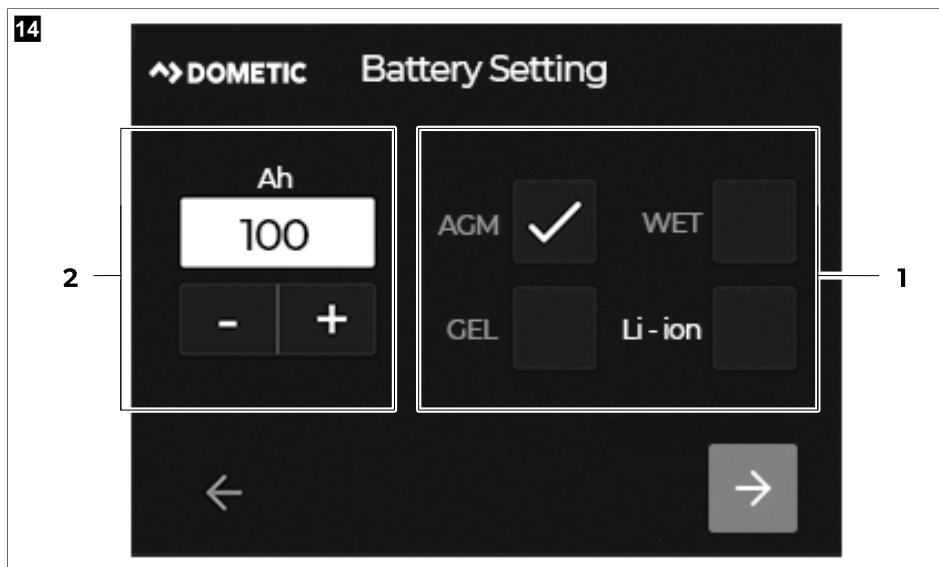 14
DOMETIC Battery Setting
Ah
100
- +
AGM WET
GEL Li-ion
2
1